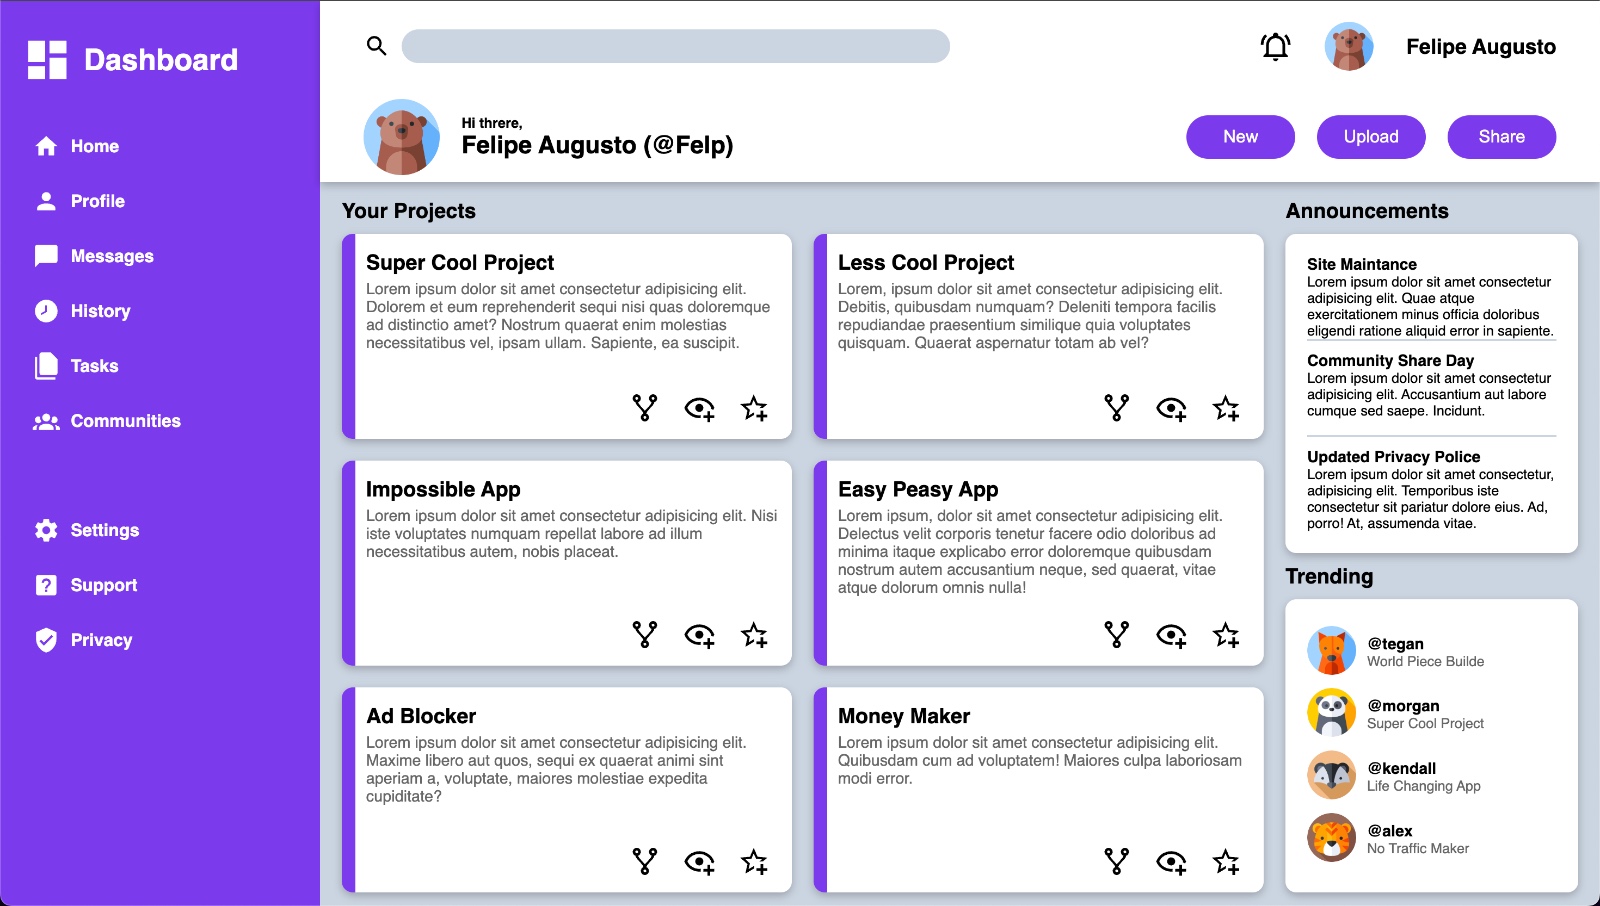 Dashboard
Home
Profile
Messages
History
Tasks
Communities
Settings
Support
Privacy
Felipe Augusto
Hi threre,
Felipe Augusto (@Felp)
New
Upload
Share
Your Projects
Super Cool Project
Lorem ipsum dolor sit amet consectetur adipisicing elit.
Dolorem et eum reprehenderit sequi nisi quas doloremque
ad distinctio amet? Nostrum quaerat enim molestias
necessitatibus vel, ipsam ullam. Sapiente, ea suscipit.
Less Cool Project
Lorem, ipsum dolor sit amet consectetur adipisicing elit.
Debitis, quibusdam numquam? Deleniti tempora facilis
repudiandae praesentium similique quia voluptates
quisquam. Quaerat aspernatur totam ab vel?
Impossible App
Lorem ipsum dolor sit amet consectetur adipisicing elit. Nisi
iste voluptates numquam repellat labore ad illum
necessitatibus autem, nobis placeat.
Easy Peasy App
Lorem ipsum, dolor sit amet consectetur adipisicing elit.
Delectus velit corporis tenetur facere odio doloribus ad
minima itaque explicabo error doloremque quibusdam
nostrum autem accusantium neque, sed quaerat, vitae
atque dolorum omnis nulla!
Ad Blocker
Lorem ipsum dolor sit amet consectetur adipisicing elit.
Maxime libero aut quos, sequi ex quaerat animi sint
aperiam a, voluptate, maiores molestiae expedita
cupiditate?
Money Maker
Lorem ipsum dolor sit amet consectetur adipisicing elit.
Quibusdam cum ad voluptatem! Maiores culpa laboriosam
modi error.
Announcements
Site Maintance
Lorem ipsum dolor sit amet consectetur
adipisicing elit. Quae atque
exercitationem minus officia doloribus
eligendi ratione aliquid error in sapiente.
Community Share Day
Lorem ipsum dolor sit amet consectetur
adipisicing elit. Accusantium aut labore
cumque sed saepe. Incidunt.
Updated Privacy Police
Lorem ipsum dolor sit amet consectetur,
adipisicing elit. Temporibus iste
consectetur sit pariatur dolore eius. Ad,
porro! At, assumenda vitae.
Trending
@tegan
World Piece Builde
@morgan
Super Cool Project
@kendall
Life Changing App
@alex
No Traffic Maker